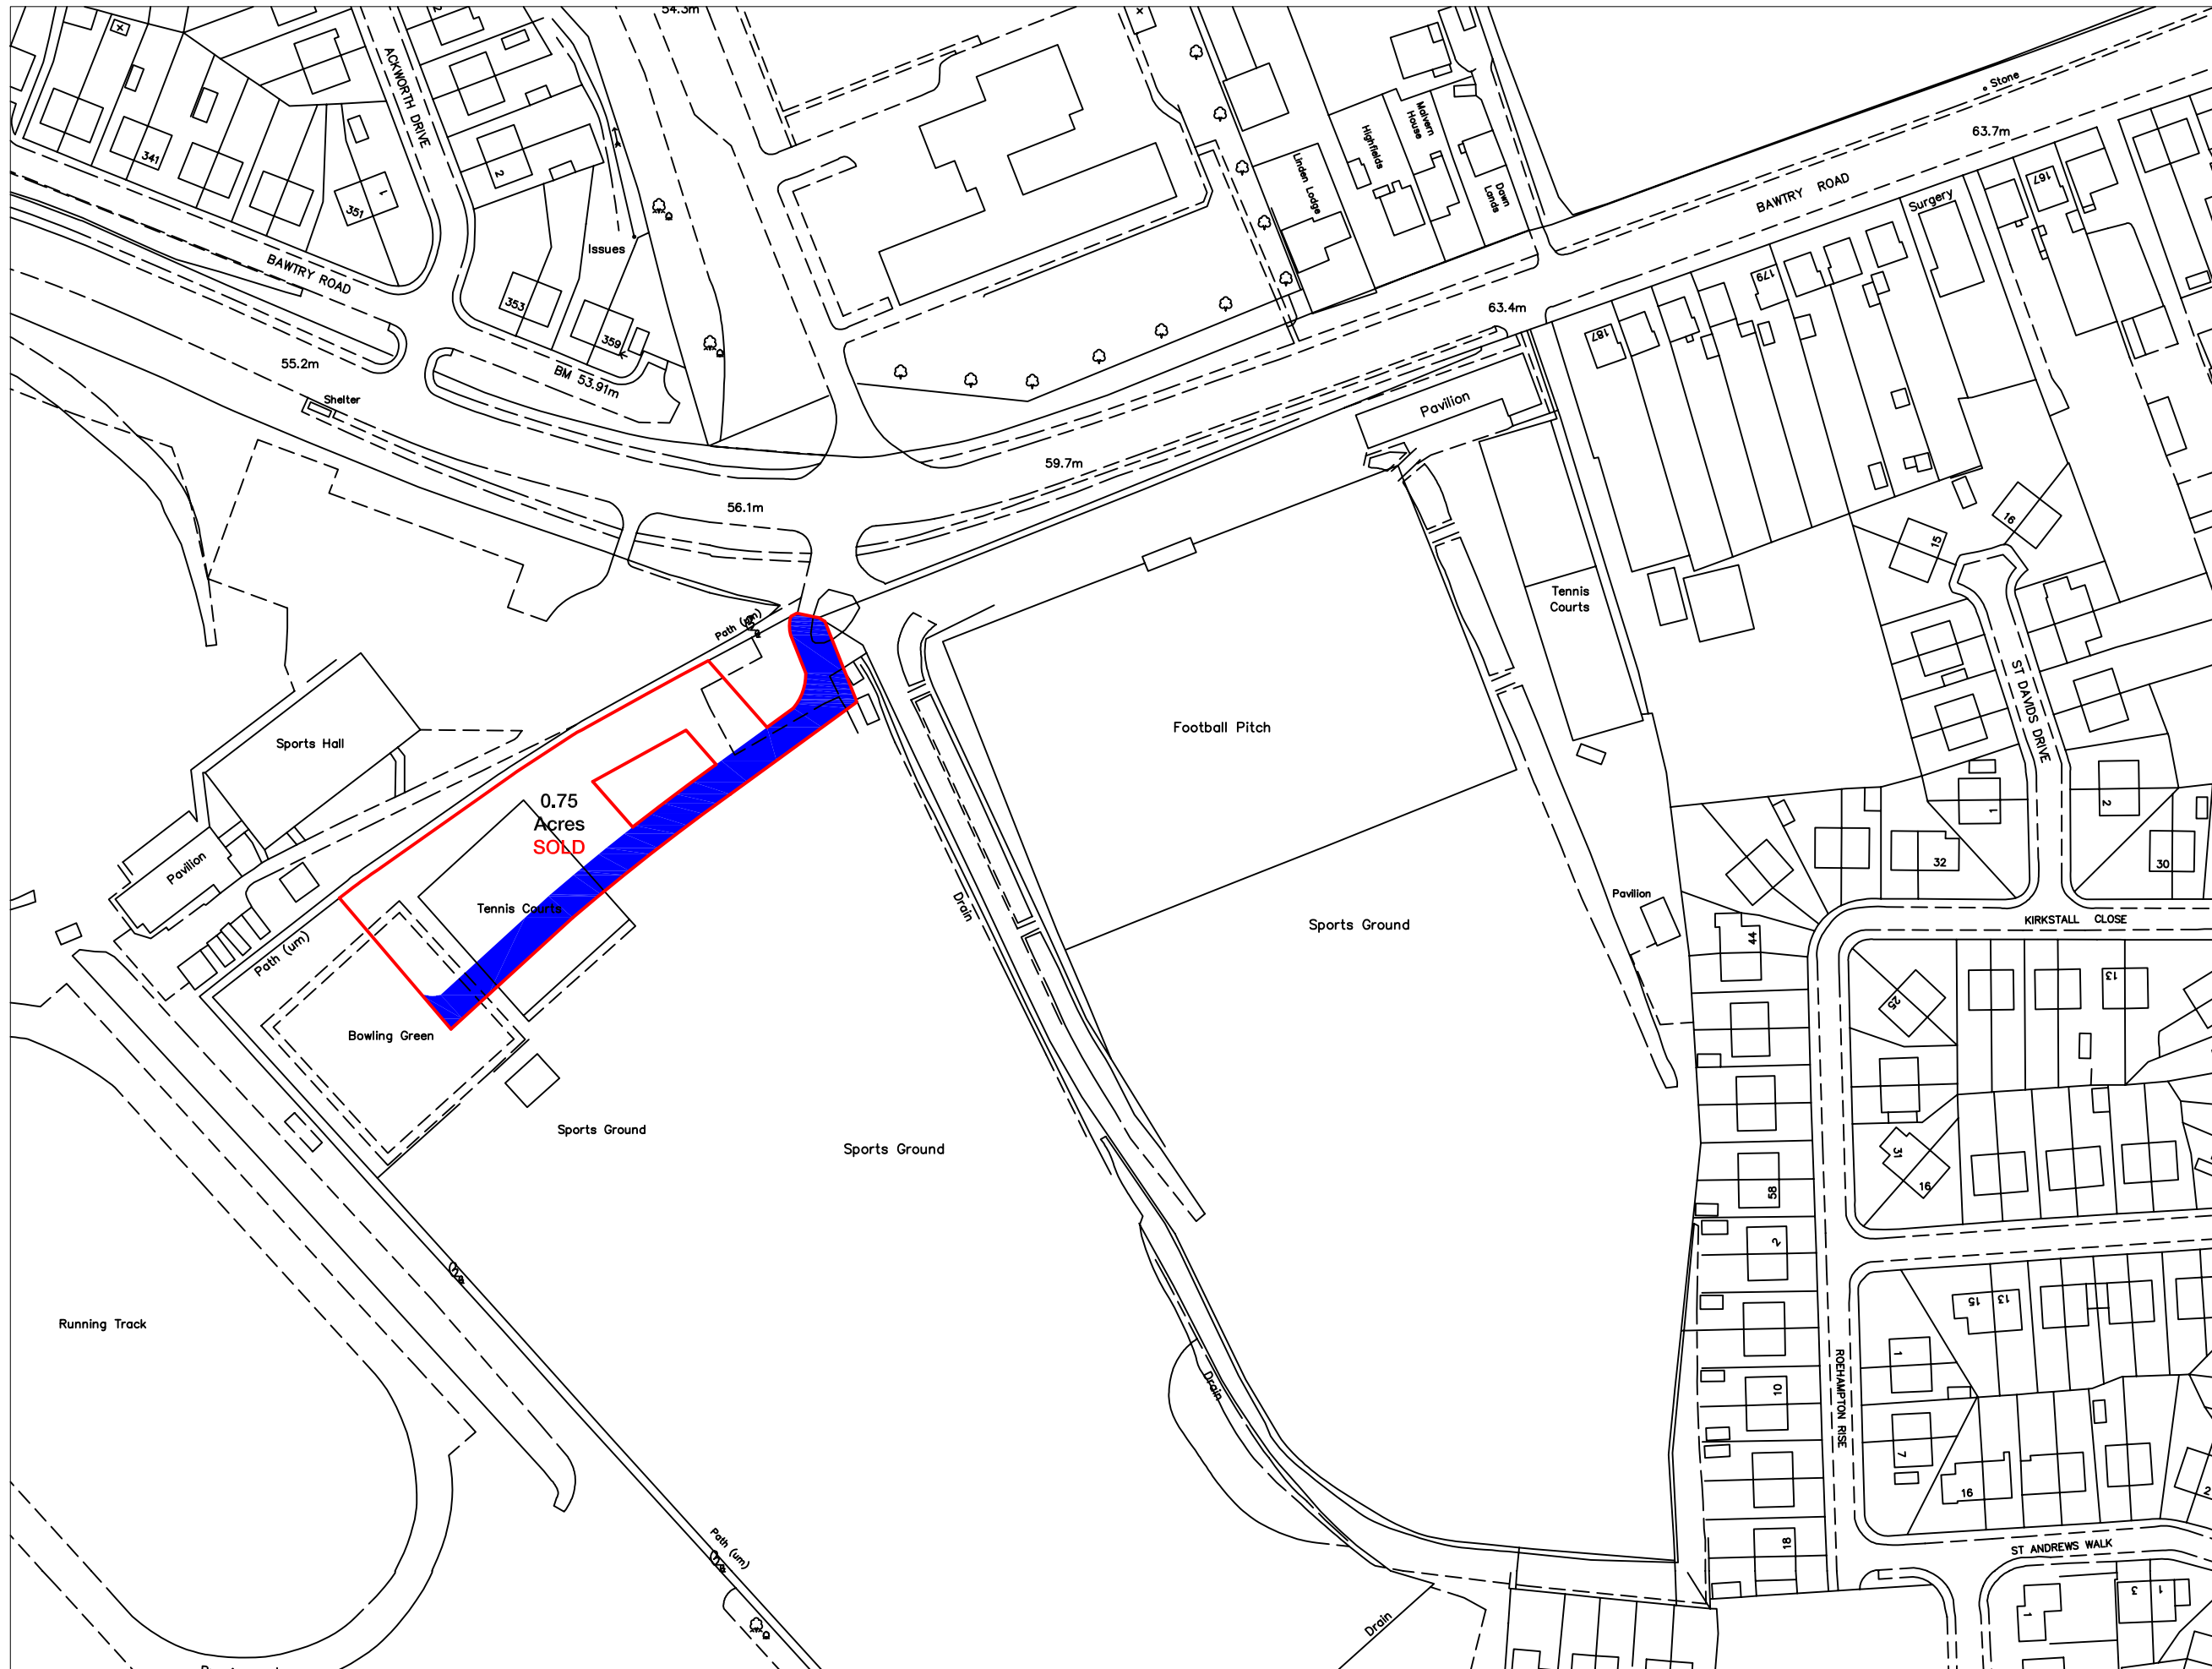 54.3m
ACKWORTH DRIVE
2
341
351
1
2
Issues
353
359
BM 53.91m
BAWTRY ROAD
55.2m
Shelter
56.1m
59.7m
63.4m
63.7m
Stone
BAWTRY ROAD
Linden Lodge
Highfields
Malvern
House
Dawn
Lands
Surgery
167
179
187
Pavilion
Tennis
Courts
15
16
ST DAVIDS DRIVE
1
2
32
30
KIRKSTALL CLOSE
Football Pitch
Path (um)
Sports Hall
0.75
Acres
SOLD
Pavilion
Tennis Courts
Path (um)
Bowling Green
Drain
Sports Ground
Pavilion
44
25
13
31
16
58
2
Sports Ground
Sports Ground
Running Track
15
13
1
10
ROEHAMPTON RISE
7
16
2
18
Drain
Path (um)
Drain
ST ANDREWS WALK
3
1
1